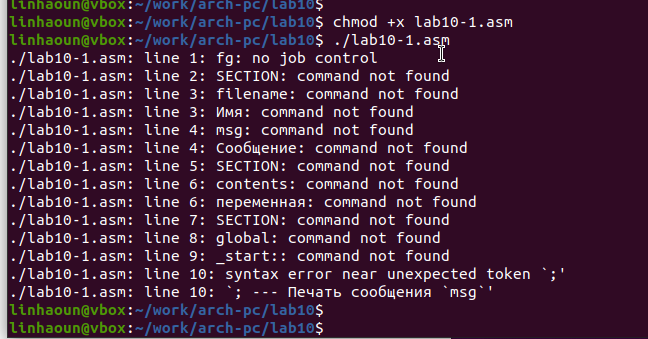 linhaoun@vbox:~/work/arch-pc/lab10$
linhaoun@vbox:~/work/arch-pc/lab10$ chmod +x lab10-1.asm
linhaoun@vbox:~/work/arch-pc/lab10$ ./lab10-1.asm
./lab10-1.asm: line 1: fg: no job control
./lab10-1.asm: line 2: SECTION: command not found
./lab10-1.asm: line 3: filename: command not found
./lab10-1.asm: line 3: Имя: command not found
./lab10-1.asm: line 4: msg: command not found
./lab10-1.asm: line 4: Сообщение: command not found
./lab10-1.asm: line 5: SECTION: command not found
./lab10-1.asm: line 6: contents: command not found
./lab10-1.asm: line 6: переменная: command not found
./lab10-1.asm: line 7: SECTION: command not found
./lab10-1.asm: line 8: global: command not found
./lab10-1.asm: line 9: _start:: command not found
./lab10-1.asm: line 10: syntax error near unexpected token `;'
./lab10-1.asm: line 10: `; --- Печать сообщения `msg`'
linhaoun@vbox:~/work/arch-pc/lab10$
linhaoun@vbox:~/work/arch-pc/lab10$